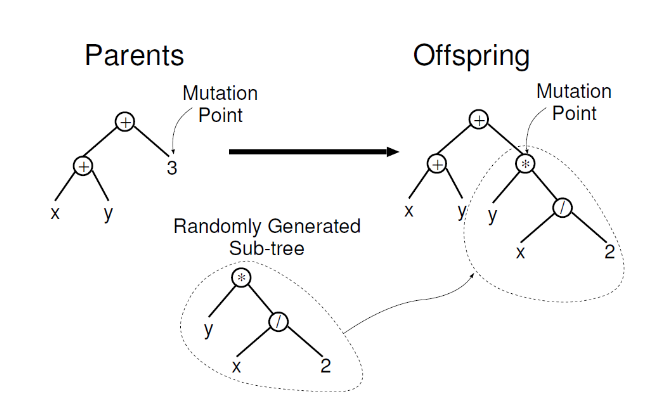 Parents
Offspring
Mutation
Point
Mutation
Point
+
+
+
3
+
*
x
y
x
y
y
/
x
2
Randomly Generated
Sub-tree
*
y
/
x
2